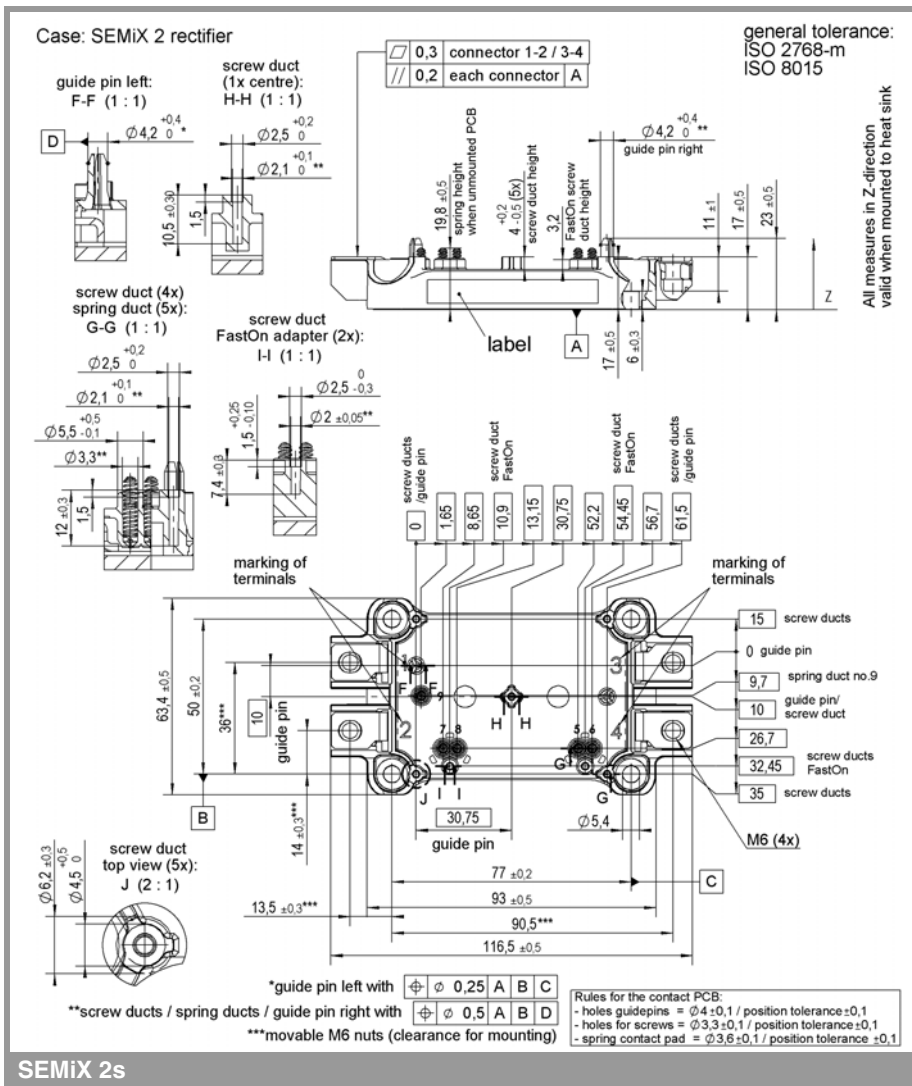 Case: SEMiX 2 rectifier
general tolerance:
ISO 2768-m
ISO 8015
0,3 connector 1-2 / 3-4
// 0,2 each connector A
guide pin left:
F-F (1 : 1)
D
Ø4,2 +0,4 0 *
screw duct
(1x centre):
H-H (1 : 1)
Ø2,5 +0,2 0
Ø2,1 +0,1 0 **
10,5 ±0,30
1,5
19,8 ±0,5
spring height
when unmounted PCB
+0,2
4 -0,5 (5x)
screw duct height
3,2
FastOn screw
duct height
Ø4,2 +0,4 0 **
guide pin right
11 ±1
17 ±0,5
23 ±0,5
Z
All measures in Z-direction
valid when mounted to heat sink
label
A
17 ±0,5
6 ±0,3
screw duct (4x)
spring duct (5x):
G-G (1 : 1)
Ø2,5 +0,2 0
Ø2,1 +0,1 0 **
Ø5,5 +0,5 -0,1
Ø3,3**
12 ±0,3
1,5
screw duct
FastOn adapter (2x):
I-I (1 : 1)
Ø2,5 0 -0,3
Ø2 ±0,05**
1,5 +0,25 -0,10
7,4 ±0,3
screw ducts
/guide pin
screw duct
FastOn
screw duct
FastOn
screw ducts
/guide pin
0
1,65
8,65
10,9
13,15
30,75
52,2
54,45
56,7
61,5
marking of
terminals
marking of
terminals
15 screw ducts
0 guide pin
9,7 spring duct no.9
10 guide pin/
screw duct
26,7
32,45 screw ducts
FastOn
35 screw ducts
63,4 ±0,5
50 ±0,2
36***
10
guide pin
14 ±0,3***
B
1
2
3
4
F F
9
H H
7 8
5 6
J I I
G
G
30,75
guide pin
Ø5,4
M6 (4x)
77 ±0,2
C
93 ±0,5
13,5 ±0,3***
90,5***
116,5 ±0,5
screw duct
top view (5x):
J (2 : 1)
Ø6,2 ±0,3
Ø4,5 +0,5 0
*guide pin left with ⌖ ø 0,25 A B C
**screw ducts / spring ducts / guide pin right with ⌖ ø 0,5 A B D
***movable M6 nuts (clearance for mounting)
Rules for the contact PCB:
- holes guidepins = Ø4±0,1 / position tolerance±0,1
- holes for screws = Ø3,3±0,1 / position tolerance±0,1
- spring contact pad = Ø3,6±0,1 / position tolerance ±0,1
SEMiX 2s